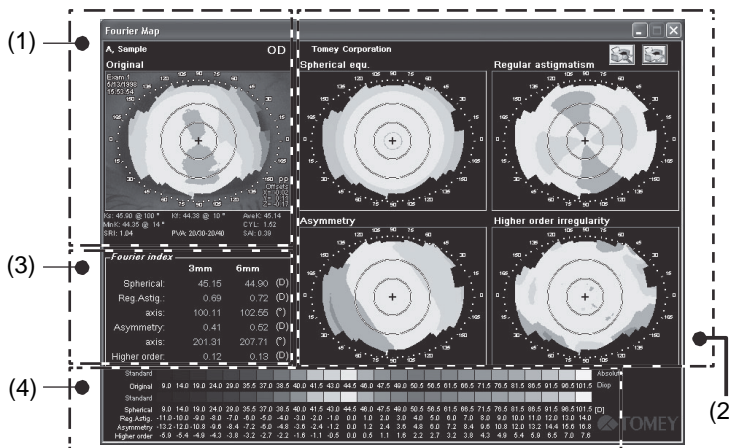 Fourier Map
(1)
A, Sample OD
Original
Exam.1
5/13/1998
15:53:54
PP
Offsets
Ks: 45.90 @ 100 ° Kf: 44.38 @ 10 ° AveK: 45.14
MinK: 44.35 @ 14 ° CYL: 1.52
SRI: 1.04 PVA: 20/30-20/40 SAI: 0.39
Tomey Corporation
Spherical equ. Regular astigmatism
Asymmetry Higher order irregularity
(2
(3)
Fourier index
3mm 6mm
Spherical: 45.15 44.90 (D)
Reg.Astig.: 0.69 0.72 (D)
axis: 100.11 102.55 (°)
Asymmetry: 0.41 0.52 (D)
axis: 201.31 207.71 (°)
Higher order: 0.12 0.13 (D)
(4)
Standard Absolut
Original 9.0 14.0 19.0 24.0 29.0 35.5 37.0 38.5 40.0 41.5 43.0 44.5 46.0 47.5 49.0 50.5 56.5 61.5 66.5 71.5 76.5 81.5 86.5 91.5 96.5 101.5 Diop
Standard
Spherical 9.0 14.0 19.0 24.0 29.0 35.5 37.0 38.5 40.0 41.5 43.0 44.5 46.0 47.5 49.0 50.5 56.5 61.5 66.5 71.5 76.5 81.5 86.5 91.5 96.5 101.5 [D]
Reg.Astig. -11.0 -10.0 -9.0 -8.0 -7.0 -6.0 -5.0 -4.0 -3.0 -2.0 -1.0 0.0 1.0 2.0 3.0 4.0 5.0 6.0 7.0 8.0 9.0 10.0 11.0 12.0 13.0 14.0
Asymmetry -13.2 -12.0 -10.8 -9.6 -8.4 -7.2 -6.0 -4.8 -3.6 -2.4 -1.2 0.0 1.2 2.4 3.6 4.8 6.0 7.2 8.4 9.6 10.8 12.0 13.2 14.4 15.6 16.8
Higher order -5.9 -5.4 -4.9 -4.3 -3.8 -3.2 -2.7 -2.2 -1.6 -1.1 -0.5 0.0 0.5 1.1 1.6 2.2 2.7 3.2 3.8 4.3 4.9 5.4 5.9 6.5 7.0 7.6
TOMEY